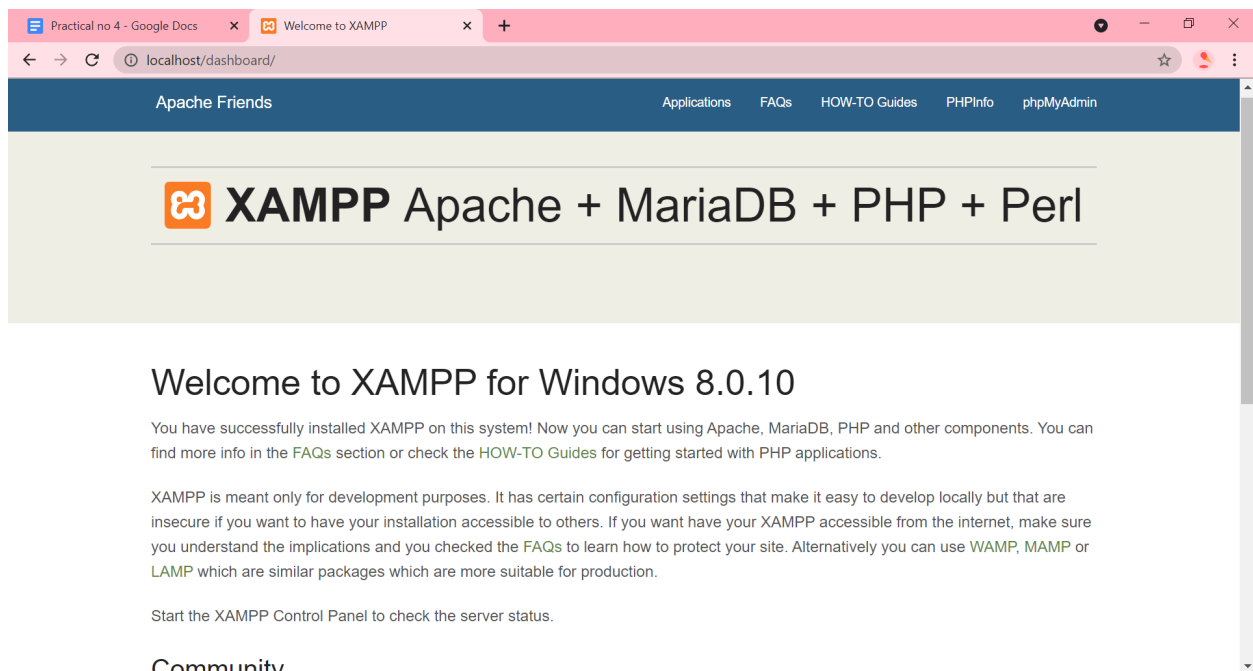 Practical no 4 - Google Docs
Welcome to XAMPP
localhost/dashboard/
Apache Friends
Applications
FAQs
HOW-TO Guides
PHPInfo
phpMyAdmin
XAMPP Apache + MariaDB + PHP + Perl
Welcome to XAMPP for Windows 8.0.10
You have successfully installed XAMPP on this system! Now you can start using Apache, MariaDB, PHP and other components. You can
find more info in the FAQs section or check the HOW-TO Guides for getting started with PHP applications.
XAMPP is meant only for development purposes. It has certain configuration settings that make it easy to develop locally but that are
insecure if you want to have your installation accessible to others. If you want have your XAMPP accessible from the internet, make sure
you understand the implications and you checked the FAQs to learn how to protect your site. Alternatively you can use WAMP, MAMP or
LAMP which are similar packages which are more suitable for production.
Start the XAMPP Control Panel to check the server status.
Community